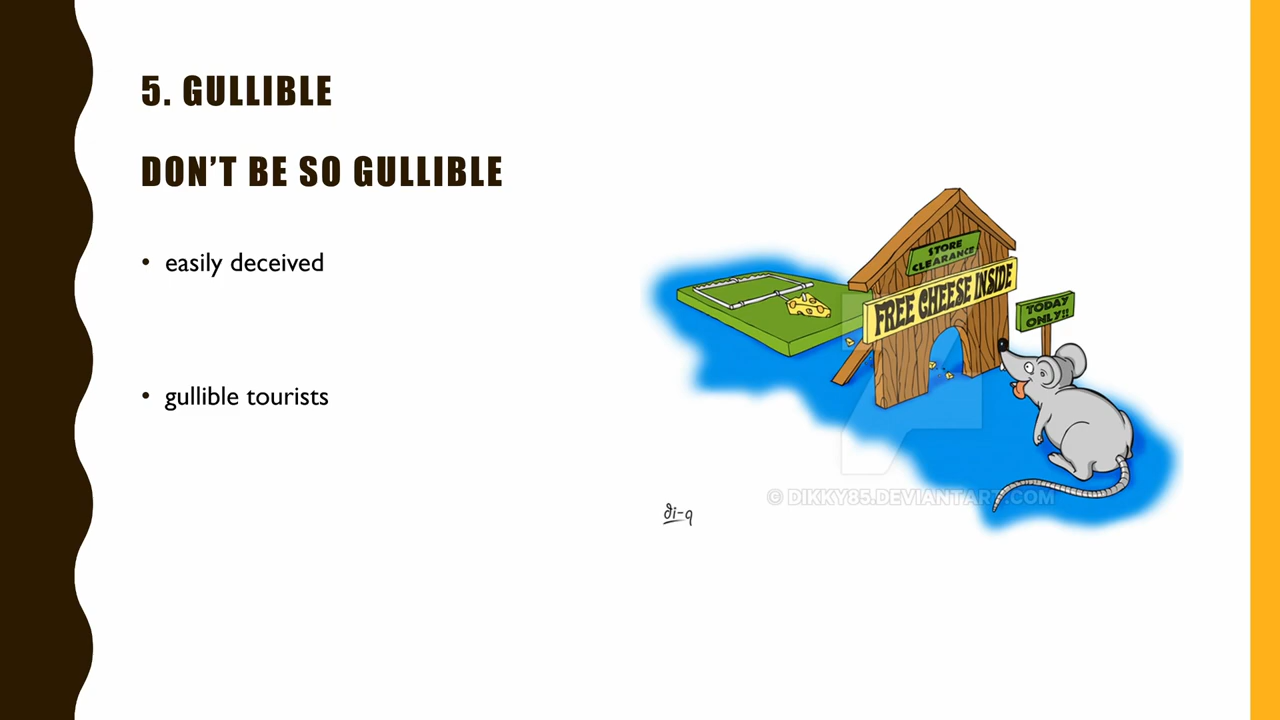 5. GULLIBLE
DON'T BE SO GULLIBLE
• easily deceived
• gullible tourists
STORE
CLEARANCE
FREE CHEESE INSIDE
TODAY
ONLY!!
© DIKKY85.DEVIANTART.COM
di-q